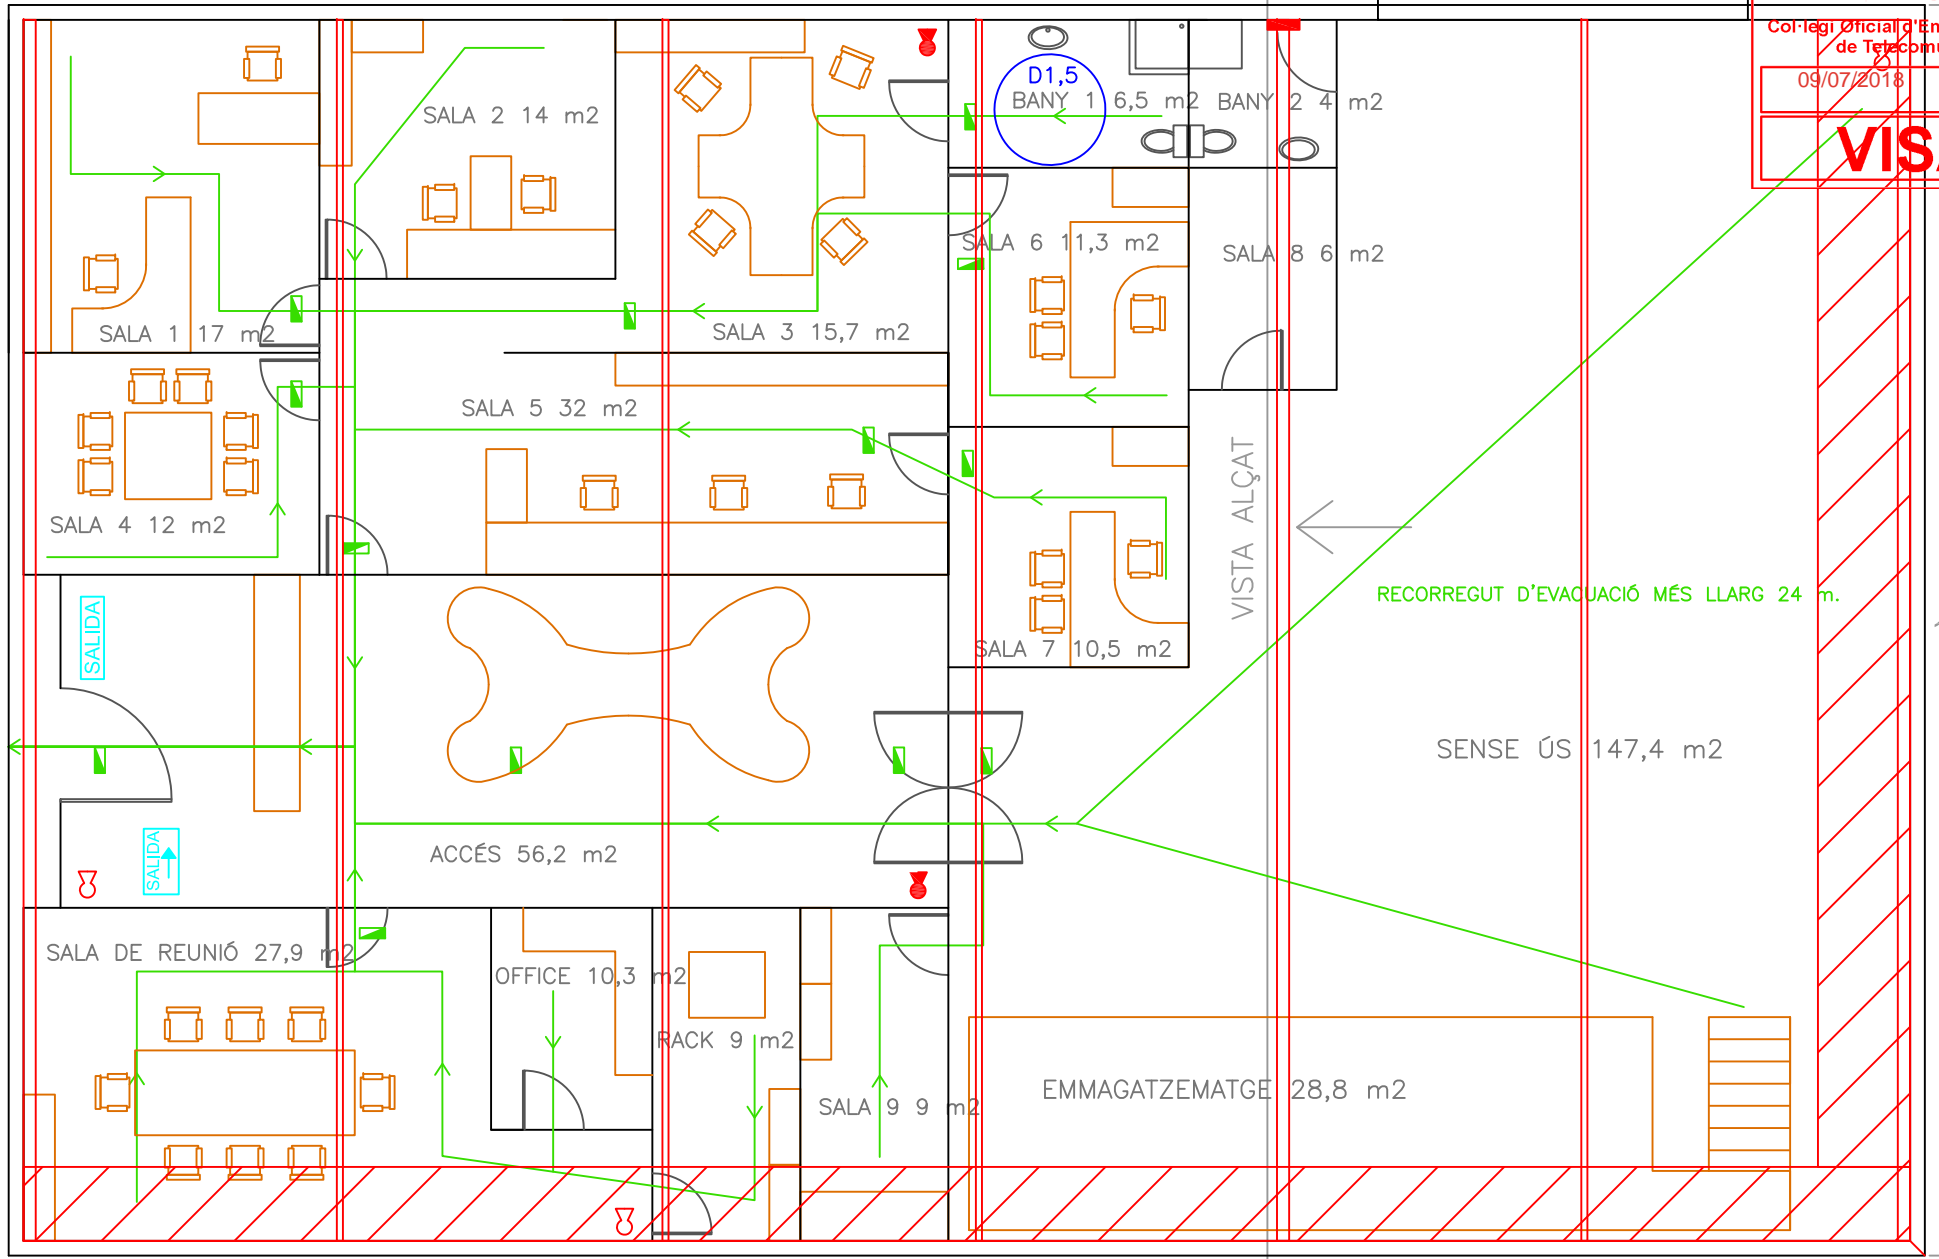 Col·legi Oficial d'En
de Telecomu
09/07/2018
VISA
D1,5
BANY 1 6,5 m2
BANY 2 4 m2
SALA 2 14 m2
SALA 6 11,3 m2
SALA 8 6 m2
SALA 1 17 m2
SALA 3 15,7 m2
SALA 5 32 m2
SALA 4 12 m2
VISTA ALÇAT
RECORREGUT D'EVACUACIÓ MÉS LLARG 24 m.
SALIDA
SALA 7 10,5 m2
SENSE ÚS 147,4 m2
SALIDA
ACCÉS 56,2 m2
SALA DE REUNIÓ 27,9 m2
OFFICE 10,3 m2
RACK 9 m2
SALA 9 9 m2
EMMAGATZEMATGE 28,8 m2